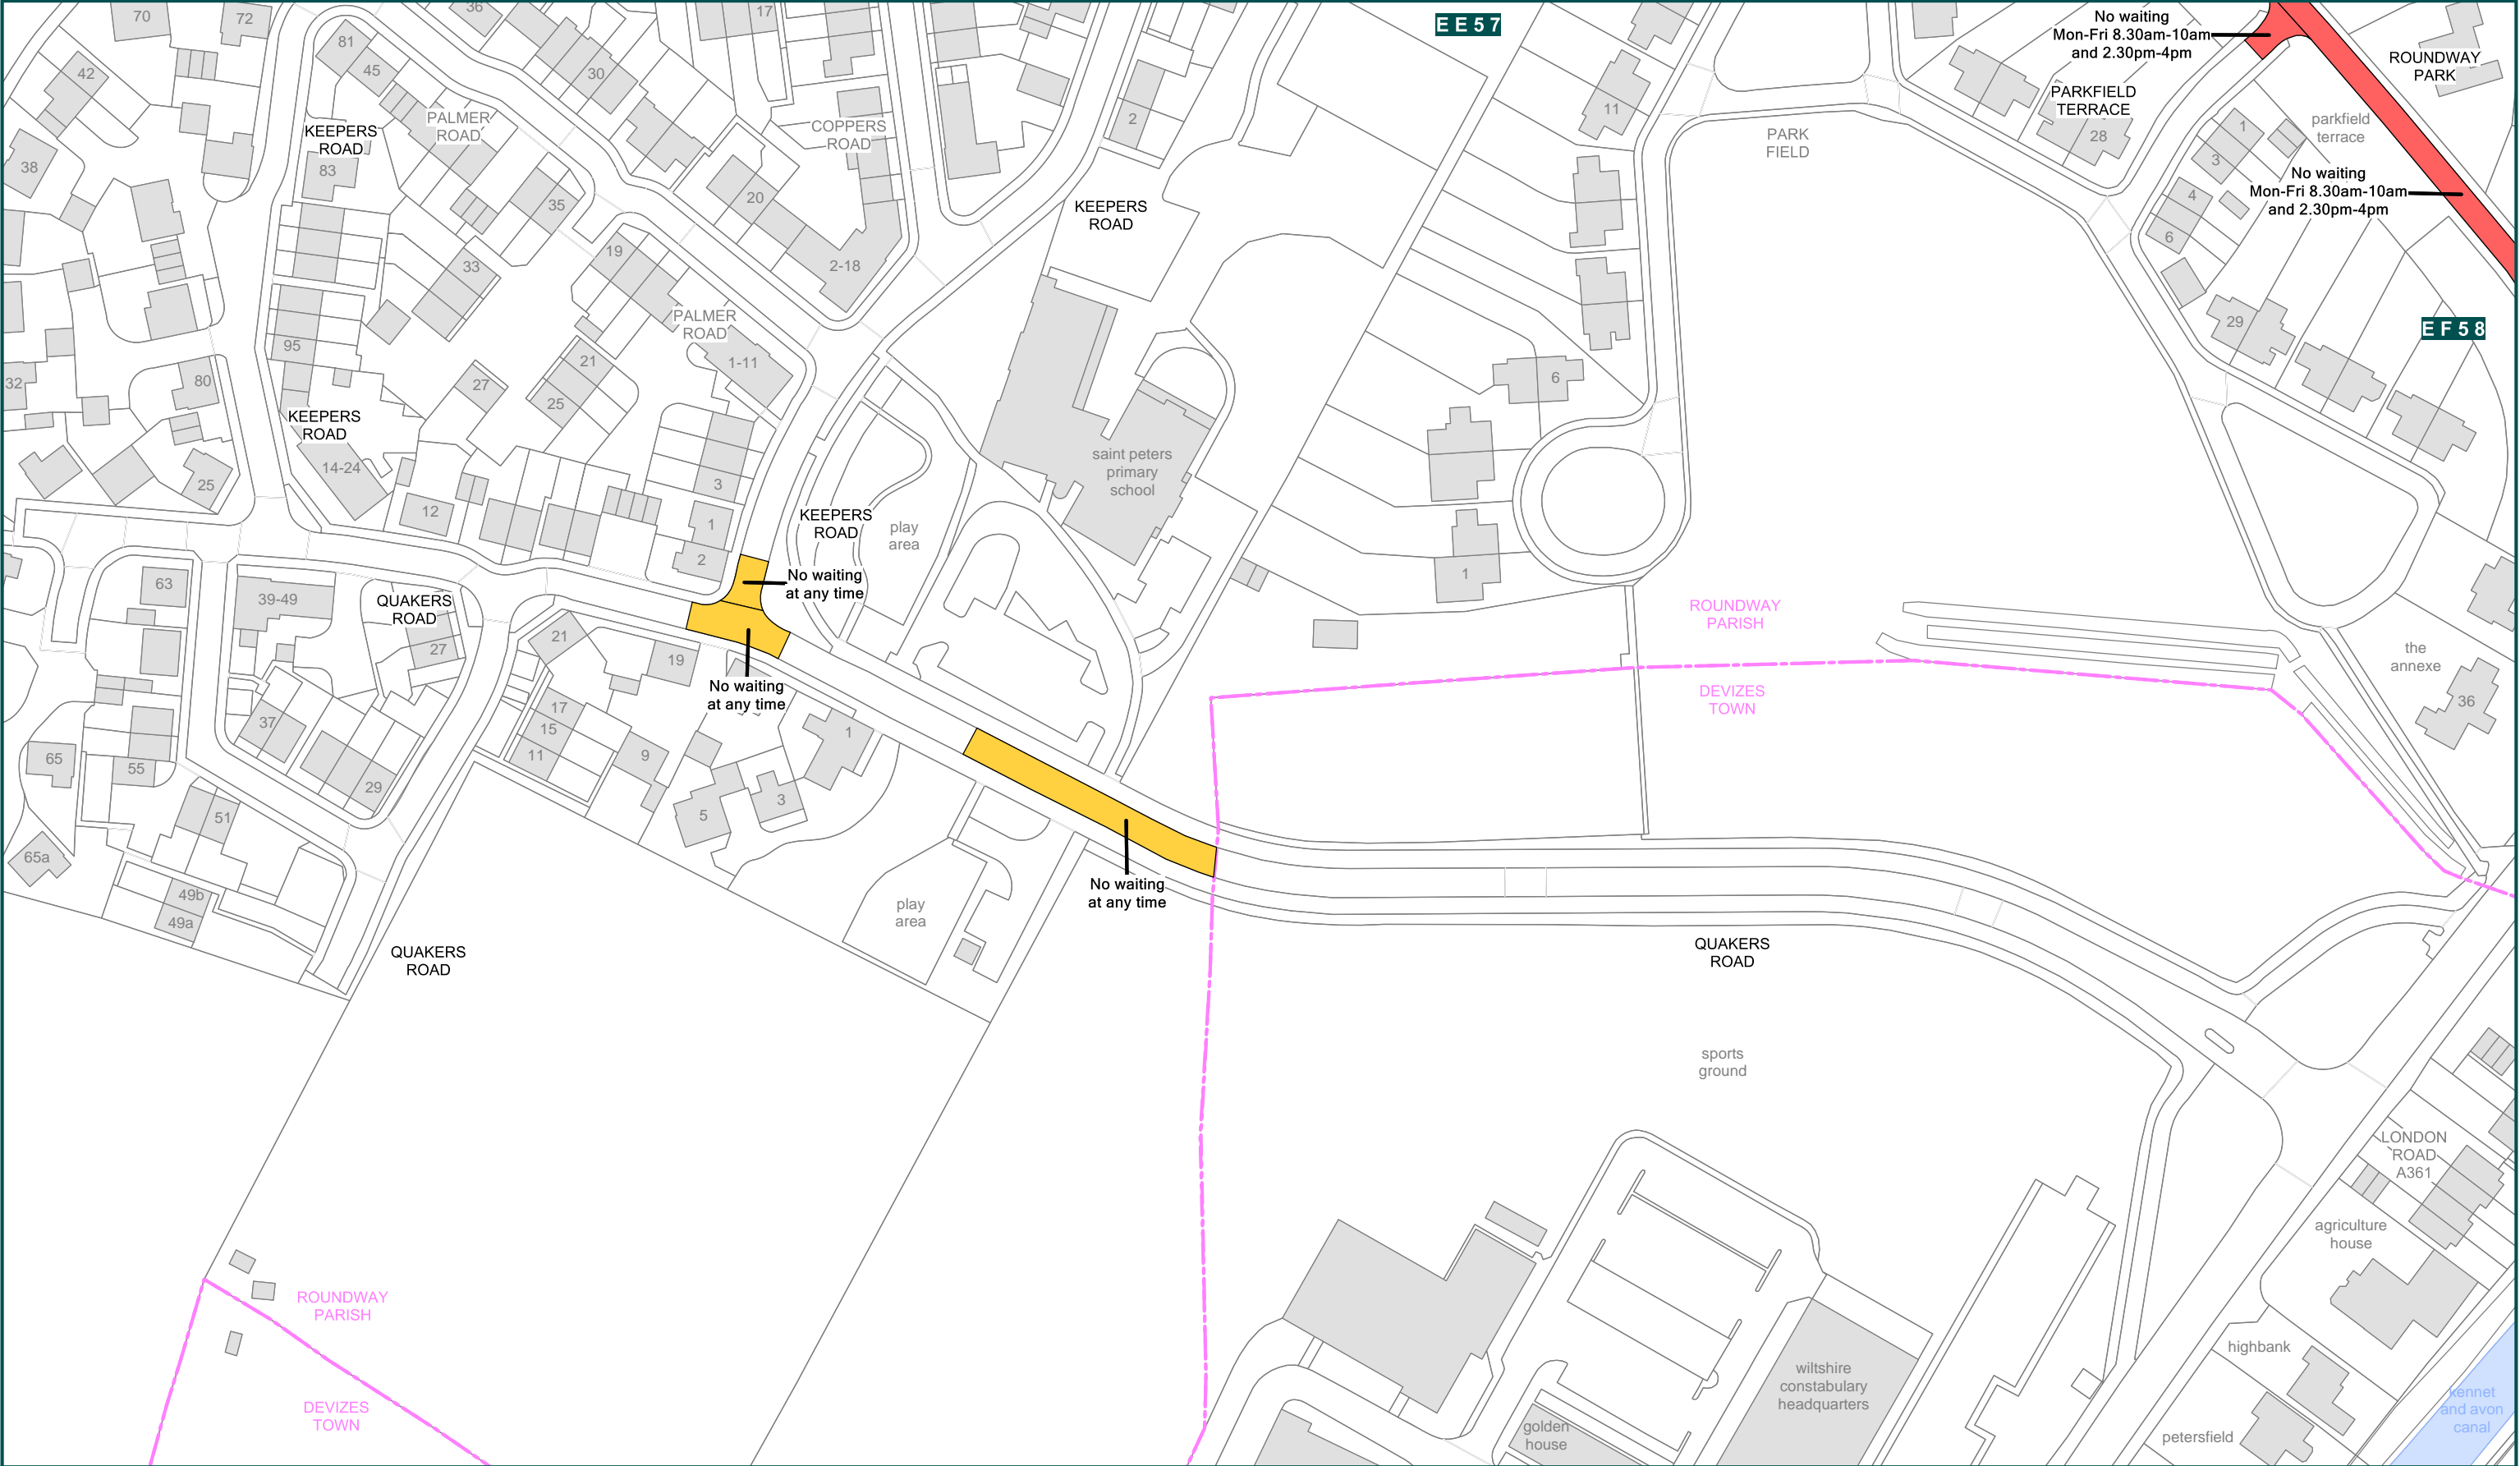 70
72
36
17
E E 5 7
No waiting
Mon-Fri 8.30am-10am
and 2.30pm-4pm
ROUNDWAY
PARK
81
45
42
30
2
11
PARKFIELD
TERRACE
28
1
3
parkfield
terrace
KEEPERS
ROAD
PALMER
ROAD
COPPERS
ROAD
PARK
FIELD
38
83
35
20
KEEPERS
ROAD
No waiting
Mon-Fri 8.30am-10am
and 2.30pm-4pm
4
6
19
33
2-18
29
E F 5 8
95
PALMER
ROAD
1-11
21
25
27
32
80
6
KEEPERS
ROAD
14-24
25
12
3
1
2
KEEPERS
ROAD
play
area
saint peters
primary
school
1
63
39-49
QUAKERS
ROAD
27
No waiting
at any time
ROUNDWAY
PARISH
21
19
No waiting
at any time
DEVIZES
TOWN
the
annexe
36
37
17
15
11
9
1
65
55
29
5
3
51
65a
49b
49a
No waiting
at any time
play
area
QUAKERS
ROAD
QUAKERS
ROAD
sports
ground
LONDON
ROAD
A361
agriculture
house
ROUNDWAY
PARISH
highbank
wiltshire
constabulary
headquarters
DEVIZES
TOWN
golden
house
petersfield
kennet
and avon
canal